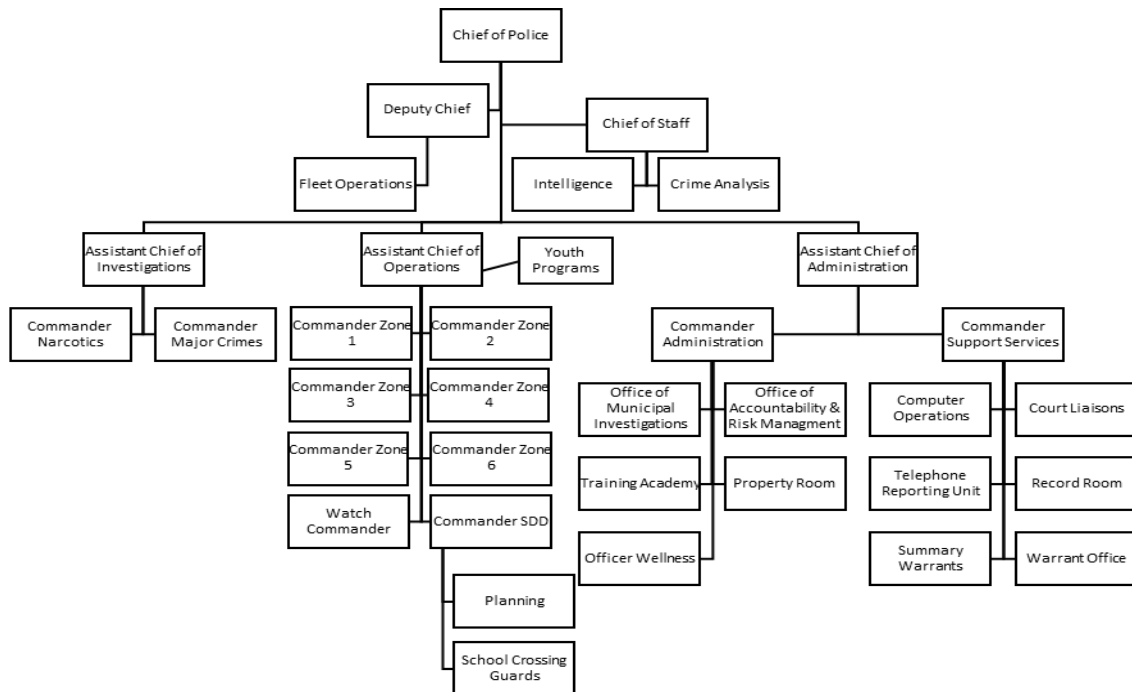 Chief of Police
Deputy Chief
Chief of Staff
Fleet Operations
Intelligence
Crime Analysis
Assistant Chief of
Investigations
Assistant Chief of
Operations
Youth
Programs
Assistant Chief of
Administration
Commander
Narcotics
Commander
Major Crimes
Commander Zone
1
Commander Zone
2
Commander Zone
3
Commander Zone
4
Commander Zone
5
Commander Zone
6
Watch
Commander
Commander SDD
Planning
School Crossing
Guards
Commander
Administration
Commander
Support Services
Office of
Municipal
Investigations
Office of
Accountability &
Risk Managment
Training Academy
Property Room
Officer Wellness
Computer
Operations
Court Liaisons
Telephone
Reporting Unit
Record Room
Summary
Warrants
Warrant Office